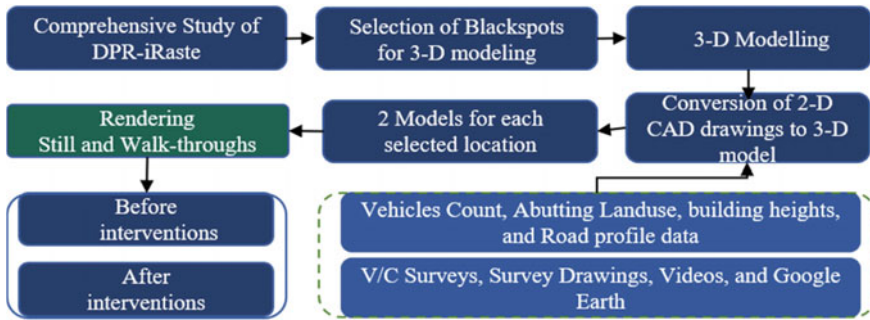 Comprehensive Study of
DPR-iRaste
Selection of Blackspots
for 3-D modeling
3-D Modelling
Conversion of 2-D
CAD drawings to 3-D
model
2 Models for each
selected location
Rendering
Still and Walk-throughs
Before
interventions
After
interventions
Vehicles Count, Abutting Landuse, building heights,
and Road profile data
V/C Surveys, Survey Drawings, Videos, and Google
Earth